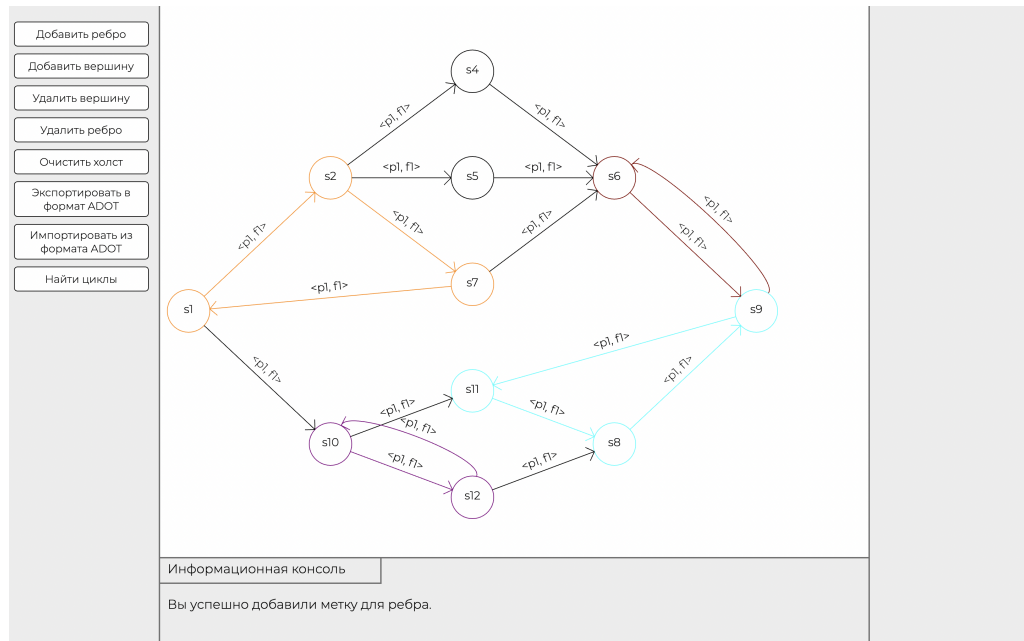 Добавить ребро
Добавить вершину
Удалить вершину
Удалить ребро
Очистить холст
Экспортировать в
формат ADOT
Импортировать из
формата ADOT
Найти циклы
s4
<p1, f1>
<p1, f1>
s2
<p1, f1>
s5
<p1, f1>
s6
<p1, f1>
<p1, f1>
<p1, f1>
<p1, f1>
<p1, f1>
s7
<p1, f1>
s1
s9
<p1, f1>
<p1, f1>
<p1, f1>
s11
<p1, f1>
<p1, f1>
<p1, f1>
s10
s8
<p1, f1>
<p1, f1>
s12
Информационная консоль
Вы успешно добавили метку для ребра.